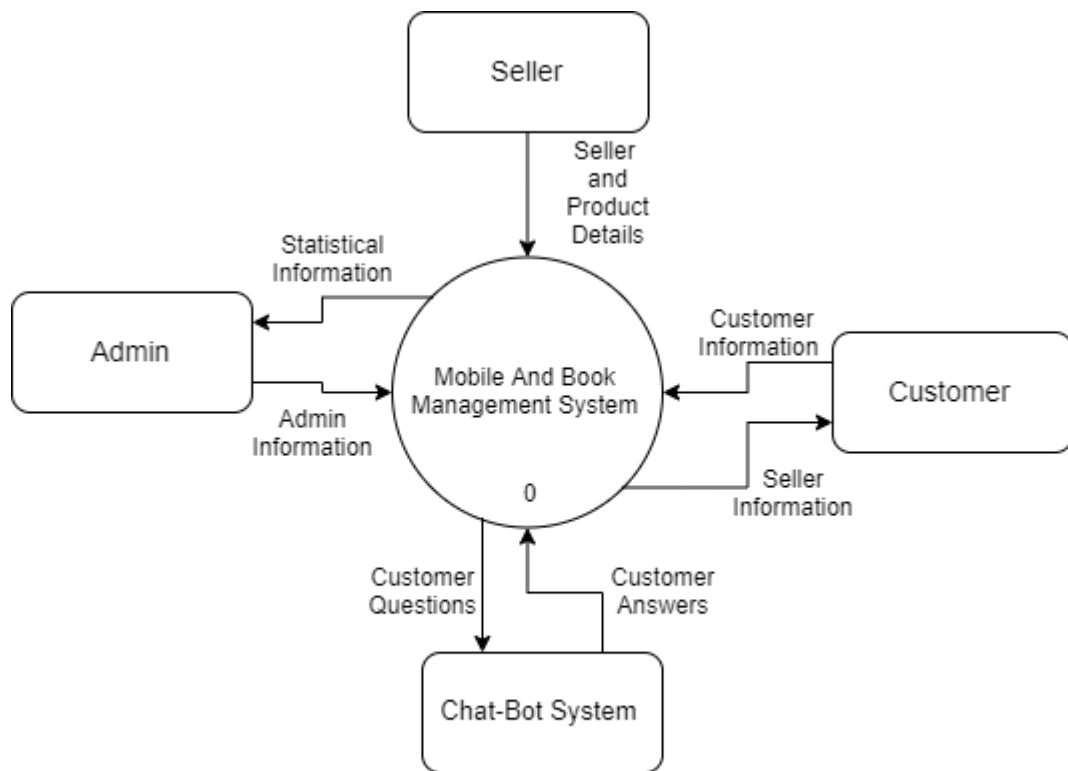 Seller
Seller
and
Product
Details
Statistical
Information
Admin
Admin
Information
Mobile And Book
Management System
0
Customer
Information
Customer
Seller
Information
Customer
Questions
Customer
Answers
Chat-Bot System